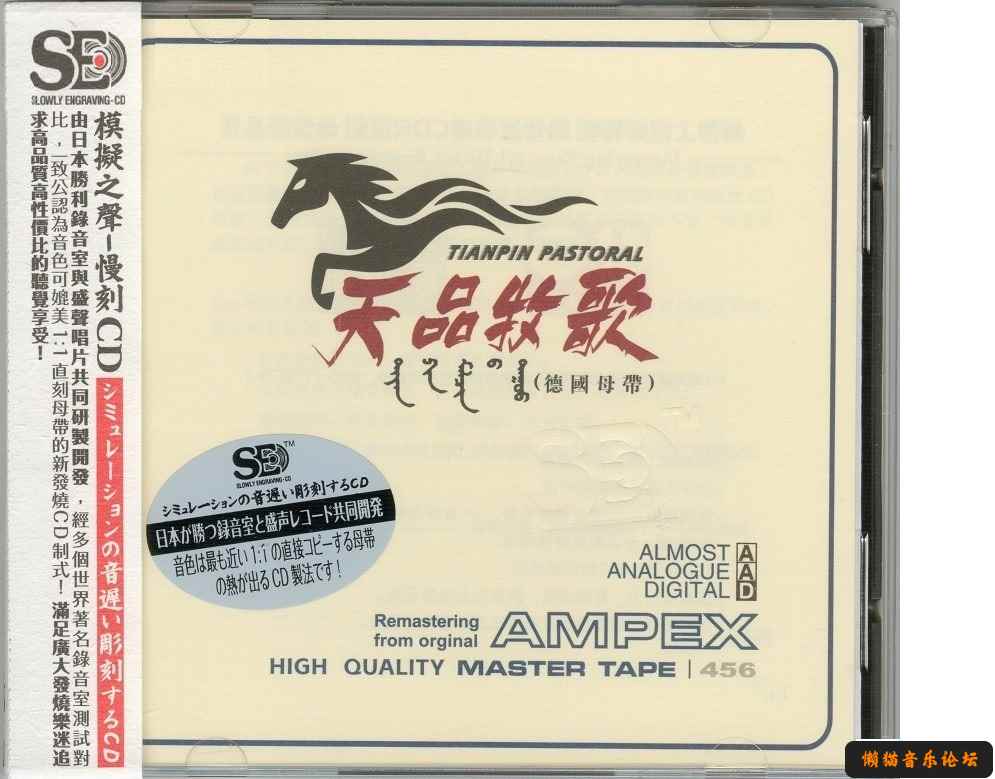 SE
SLOWLY ENGRAVING-CD
模擬之聲-慢刻CD
シミュレーションの音遅い彫刻するCD
由日本勝利錄音室與盛聲唱片共同研製開發，經多個世界著名錄音室測試對
比，一致公認為音色可媲美1:1直刻母帶的新發燒CD制式！滿足廣大發燒樂迷追
求高品質高性價比的聽覺享受！
TIANPIN PASTORAL
天品牧歌
(德國母帶)
SE™
SLOWLY ENGRAVING-CD
シミュレーションの音遅い彫刻するCD
日本が勝つ録音室と盛声レコード共同開発
音色は最も近い1:1の直接コピーする母帯
の熱が出るCD製法です！
ALMOST A
ANALOGUE A
DIGITAL D
Remastering
from orginal AMPEX
HIGH QUALITY MASTER TAPE | 456
懒猫音乐论坛